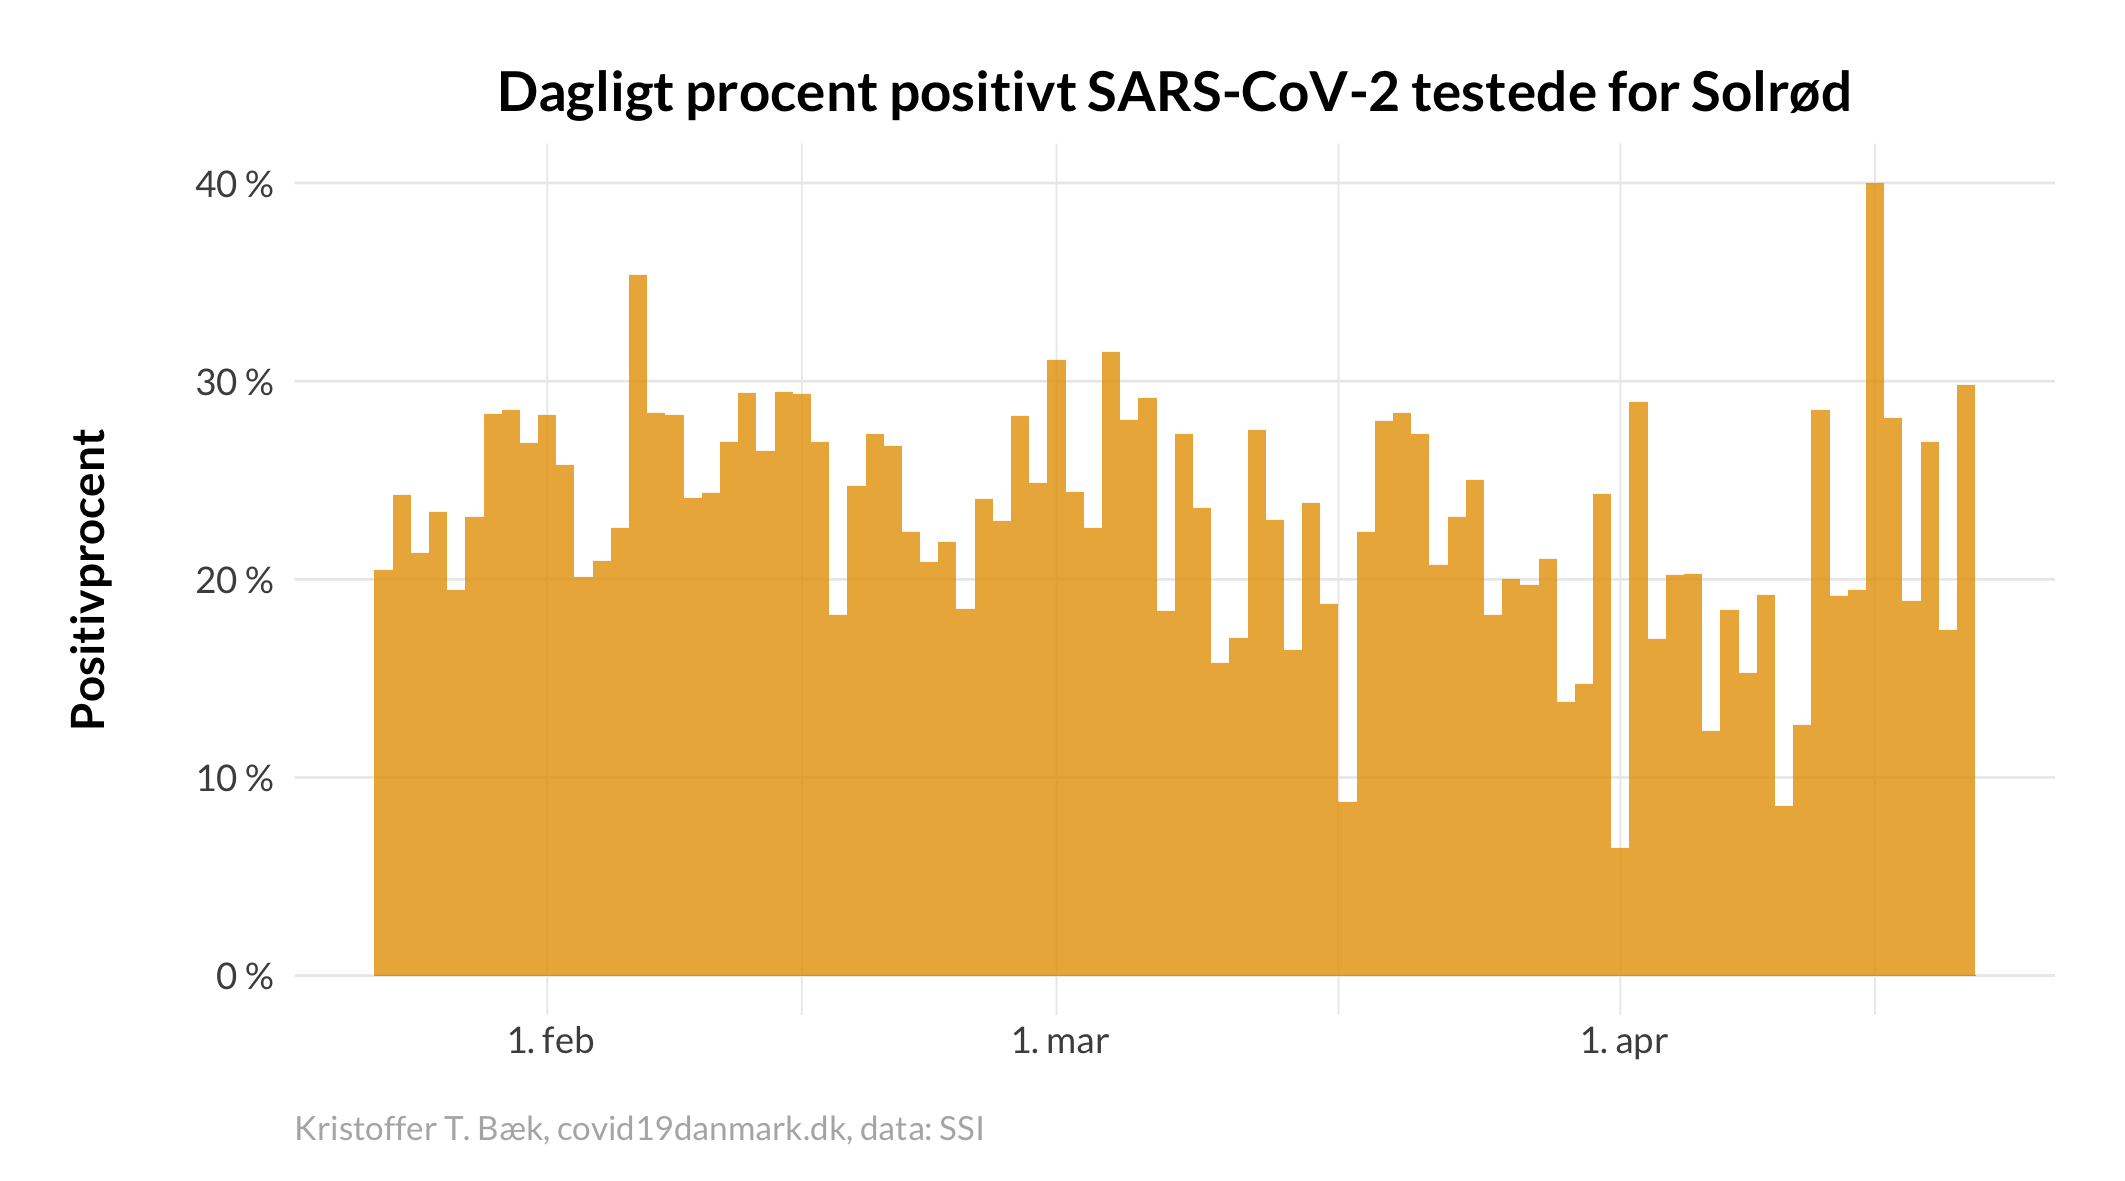 Dagligt procent positivt SARS-CoV-2 testede for Solrød
Positivprocent
40 %
30 %
20 %
10 %
0 %
1. feb
1. mar
1. apr
Kristoffer T. Bæk, covid19danmark.dk, data: SSI